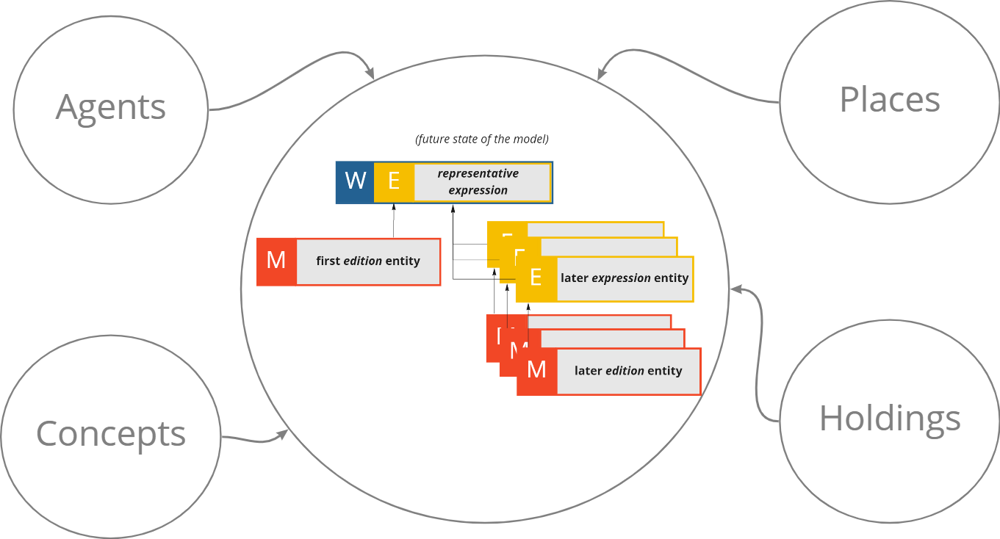 Agents
Places
(future state of the model)
W E representative
expression
M first edition entity
E
E
E later expression entity
M
M later edition entity
Concepts
Holdings